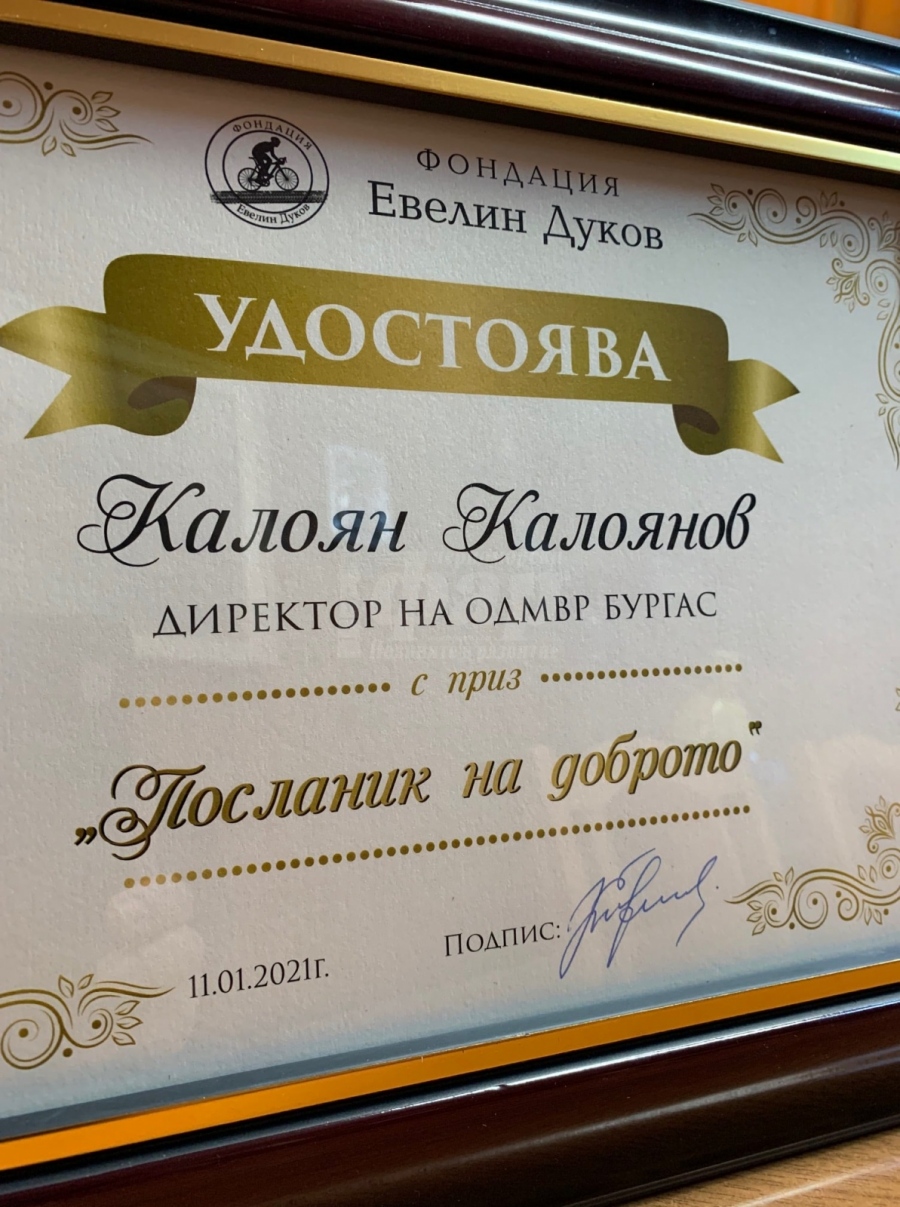 ФОНДАЦИЯ
Евелин Дуков
ФОНДАЦИЯ
Евелин Дуков
УДОСТОЯВА
Калоян Калоянов
ДИРЕКТОР НА ОДМВР БУРГАС
с приз
„Посланик на доброто"
Подпис:
11.01.2021г.